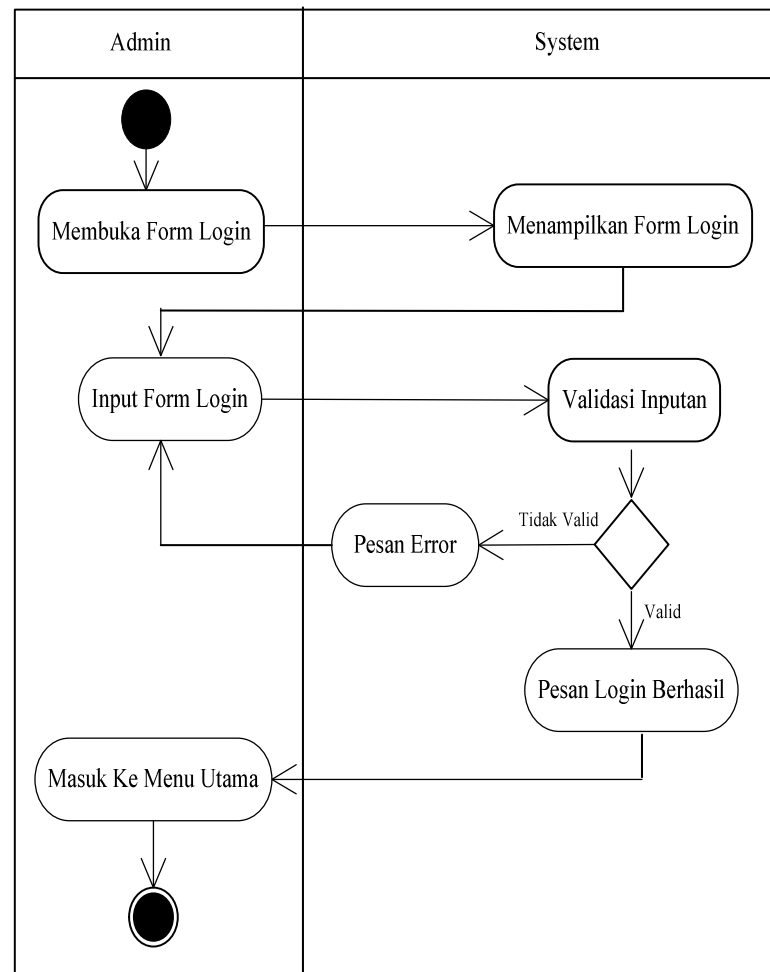 Admin
System
Membuka Form Login
Menampilkan Form Login
Input Form Login
Validasi Inputan
Tidak Valid
Pesan Error
Valid
Pesan Login Berhasil
Masuk Ke Menu Utama